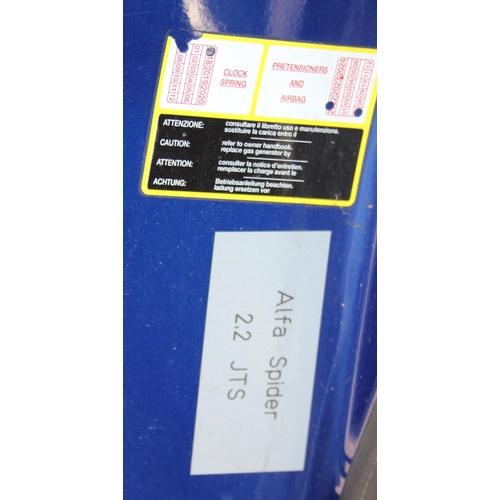 CLOCK
SPRING
PRETENSIONERS
AND
AIRBAG
ATTENZIONE: consultare il libretto uso e manutenzione.
sostituire la carica entro il
CAUTION: refer to owner handbook.
replace gas generator by
ATTENTION: consulter la notice d'entretien.
remplacer la charge avant le
ACHTUNG: Betriebsanleitung beachten.
ladung ersetzen vor
Alfa Spider
2.2 JTS